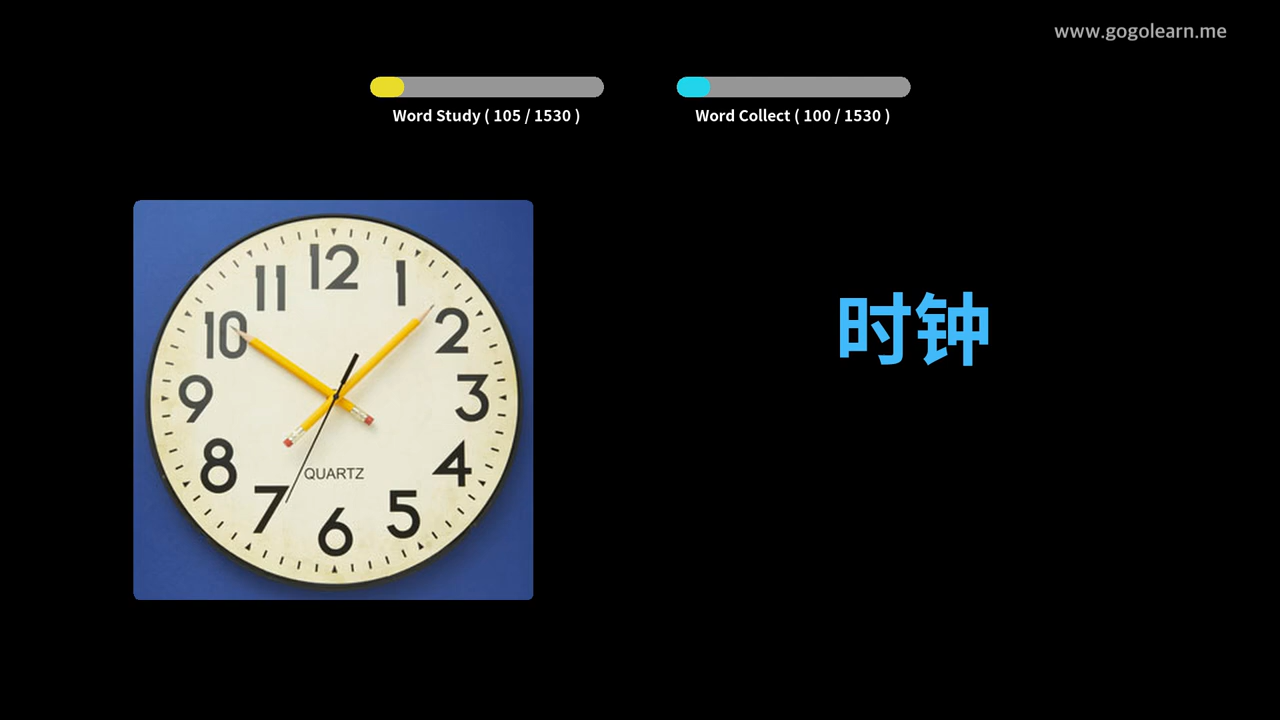 www.gogolearn.me
Word Study ( 105 / 1530 )
Word Collect ( 100 / 1530 )
12
11
1
10
2
9
3
8
4
QUARTZ
7
5
6
时钟